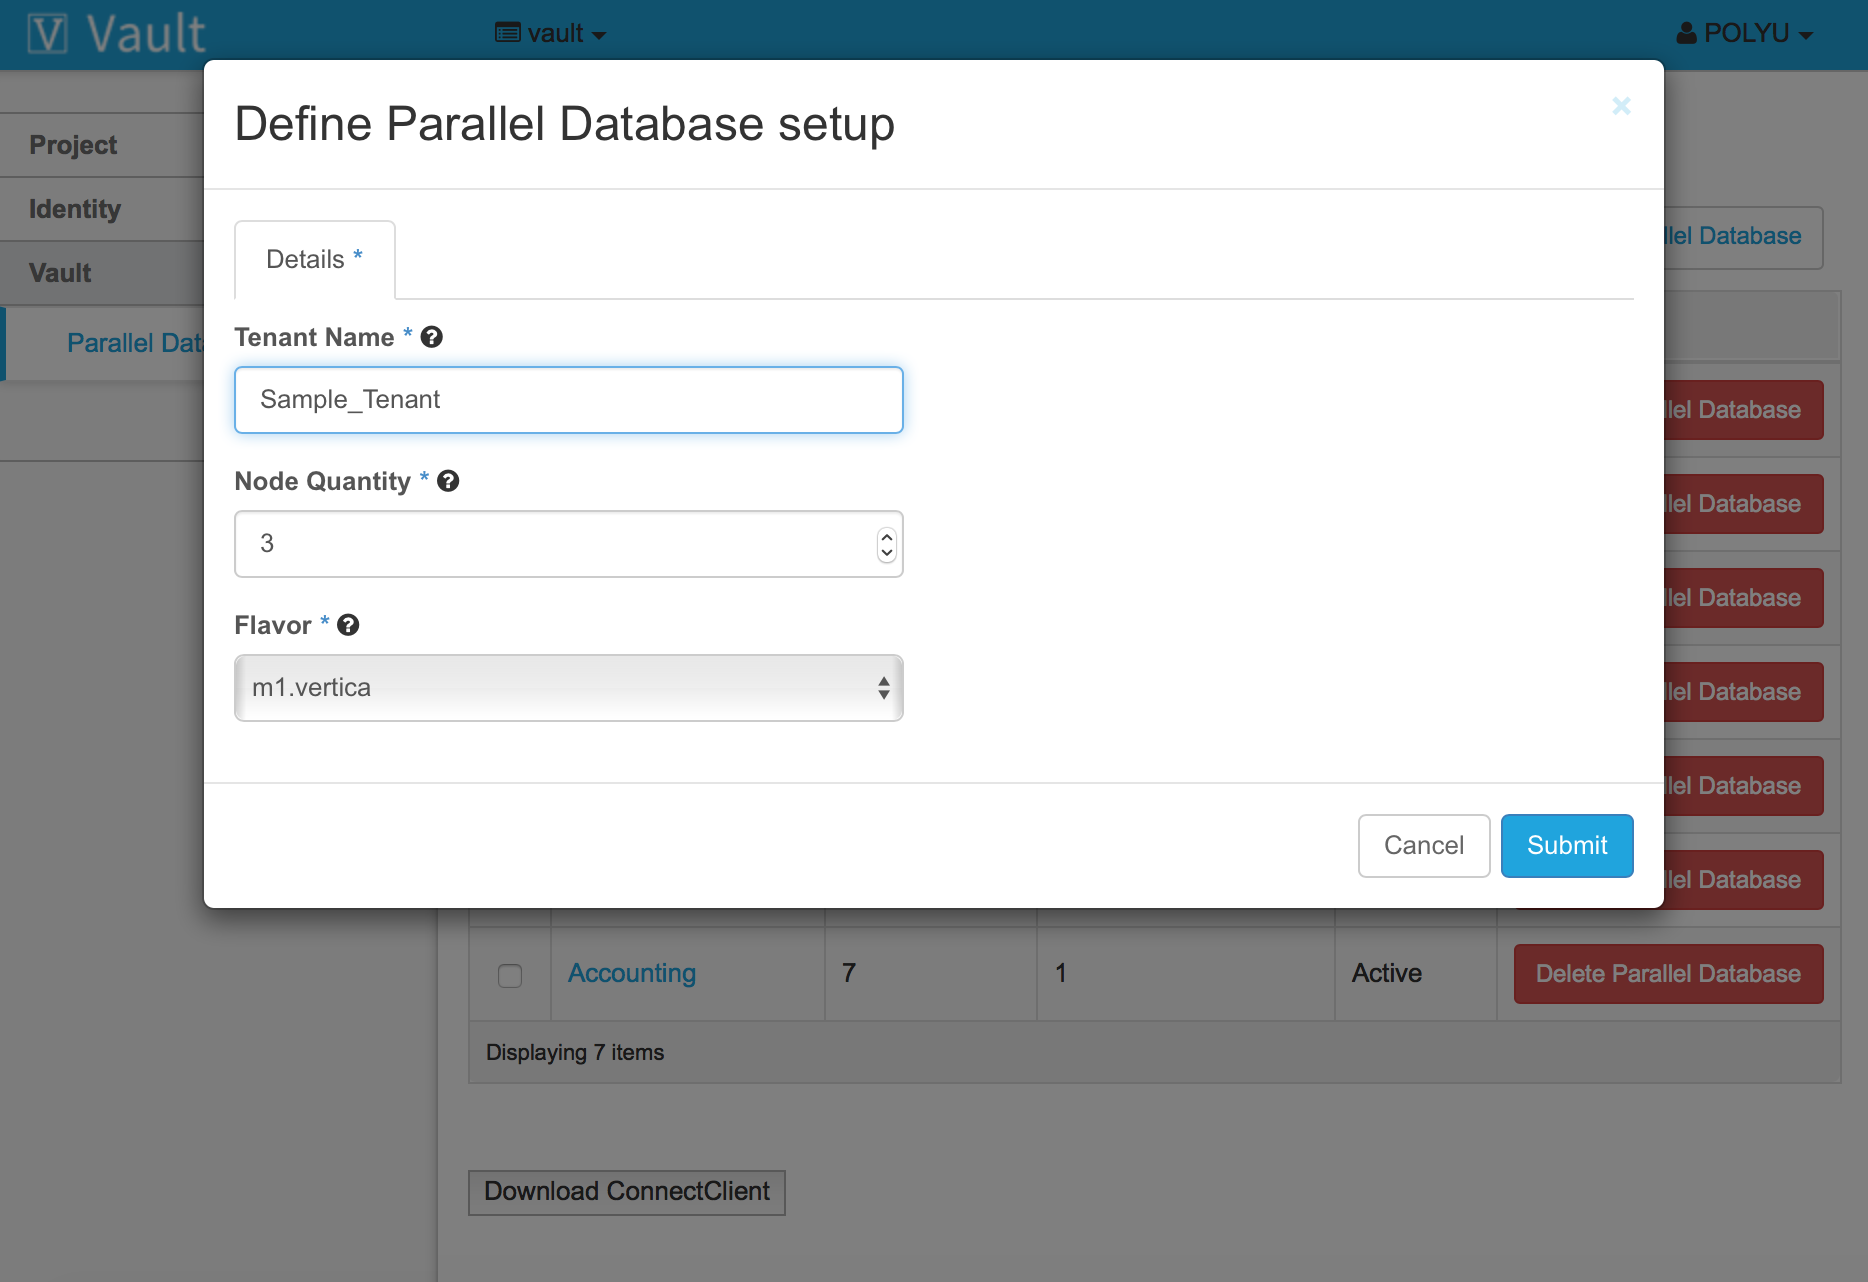 V Vault
vault
POLYU
Define Parallel Database setup
Project
Identity
Vault
Parallel Dat
Details *
Tenant Name *
Sample_Tenant
Node Quantity *
3
Flavor *
m1.vertica
Cancel
Submit
llel Database
llel Database
llel Database
llel Database
llel Database
llel Database
llel Database
Accounting 7 1 Active Delete Parallel Database
Displaying 7 items
Download ConnectClient